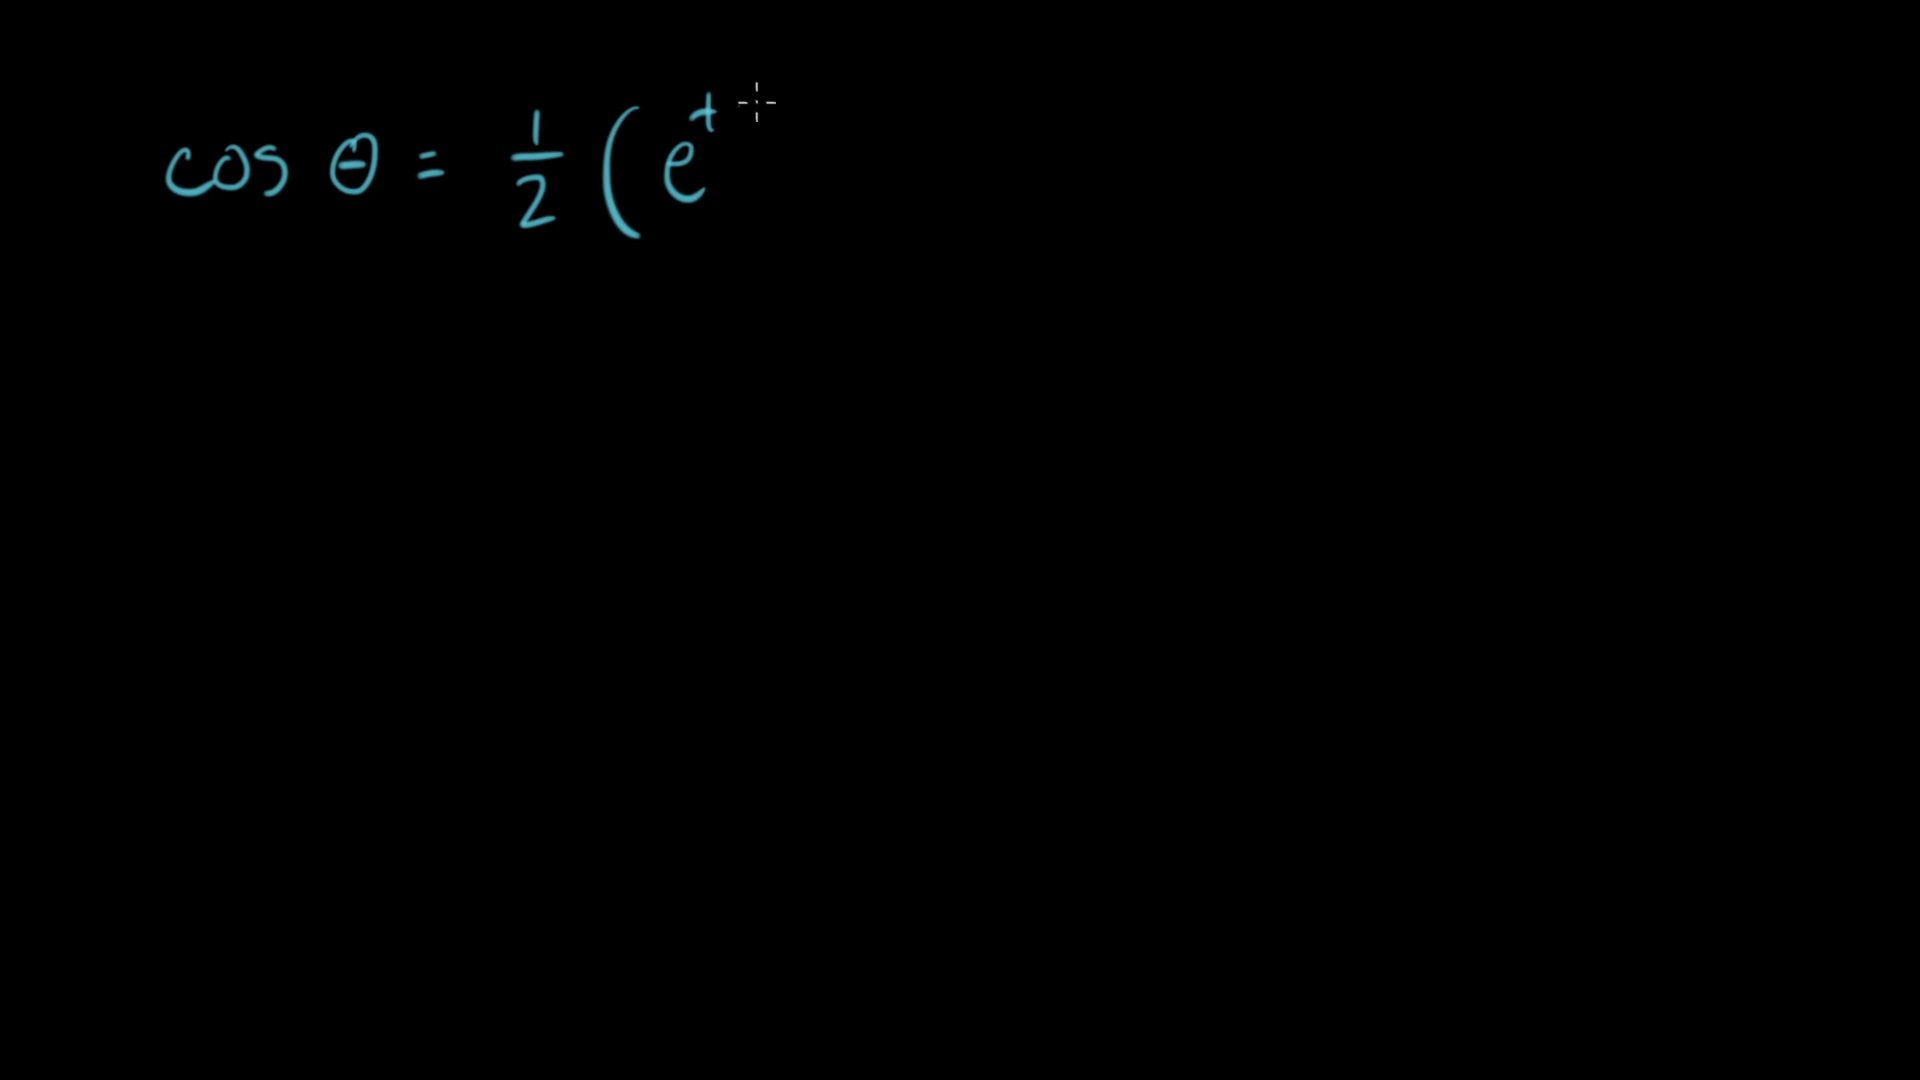 cos θ = 1/2 (e^+